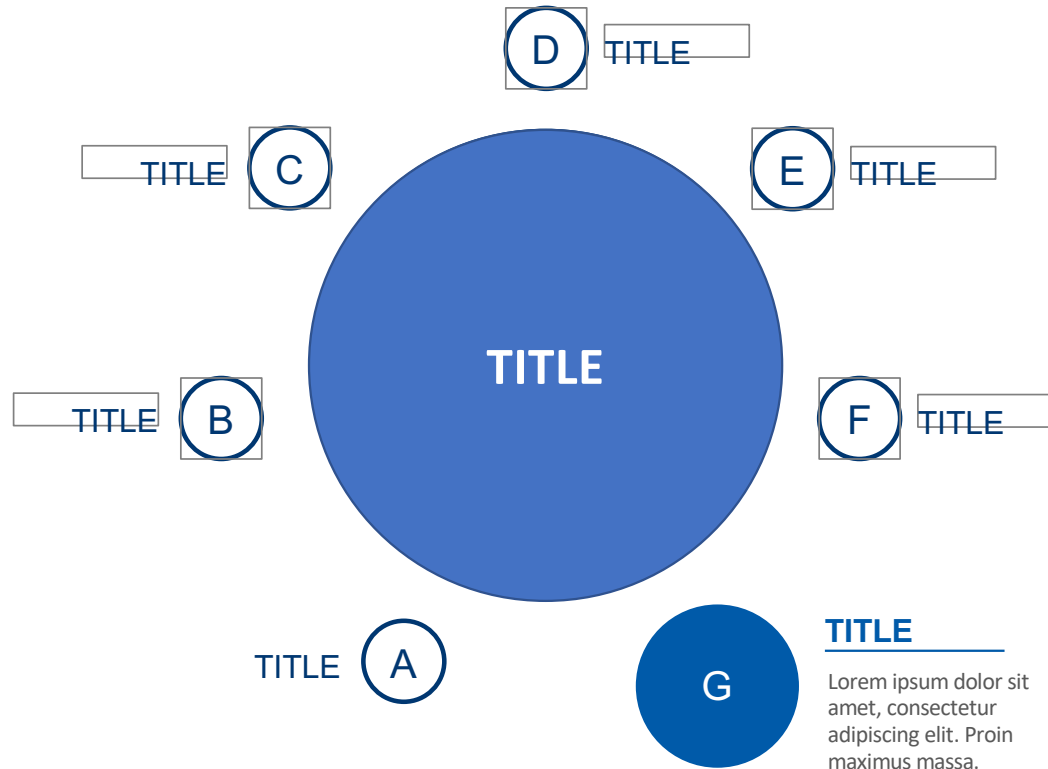 D TITLE
TITLE C
E TITLE
TITLE
TITLE B
F TITLE
TITLE A
G
TITLE
Lorem ipsum dolor sit
amet, consectetur
adipiscing elit. Proin
maximus massa.